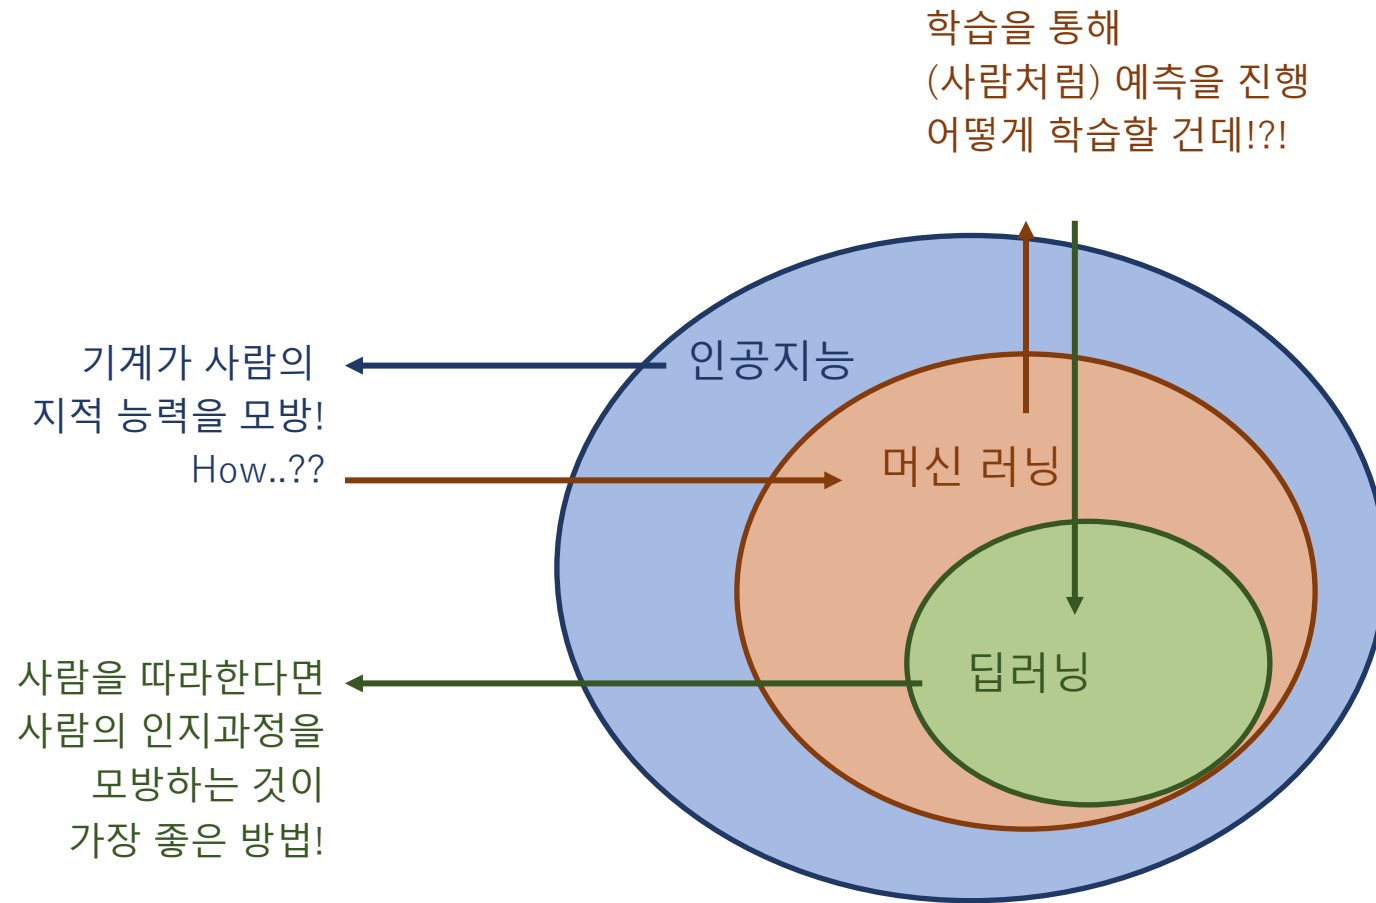 학습을 통해
(사람처럼) 예측을 진행
어떻게 학습할 건데!?!
기계가 사람의
지적 능력을 모방!
How..??
인공지능
머신 러닝
딥러닝
사람을 따라한다면
사람의 인지과정을
모방하는 것이
가장 좋은 방법!